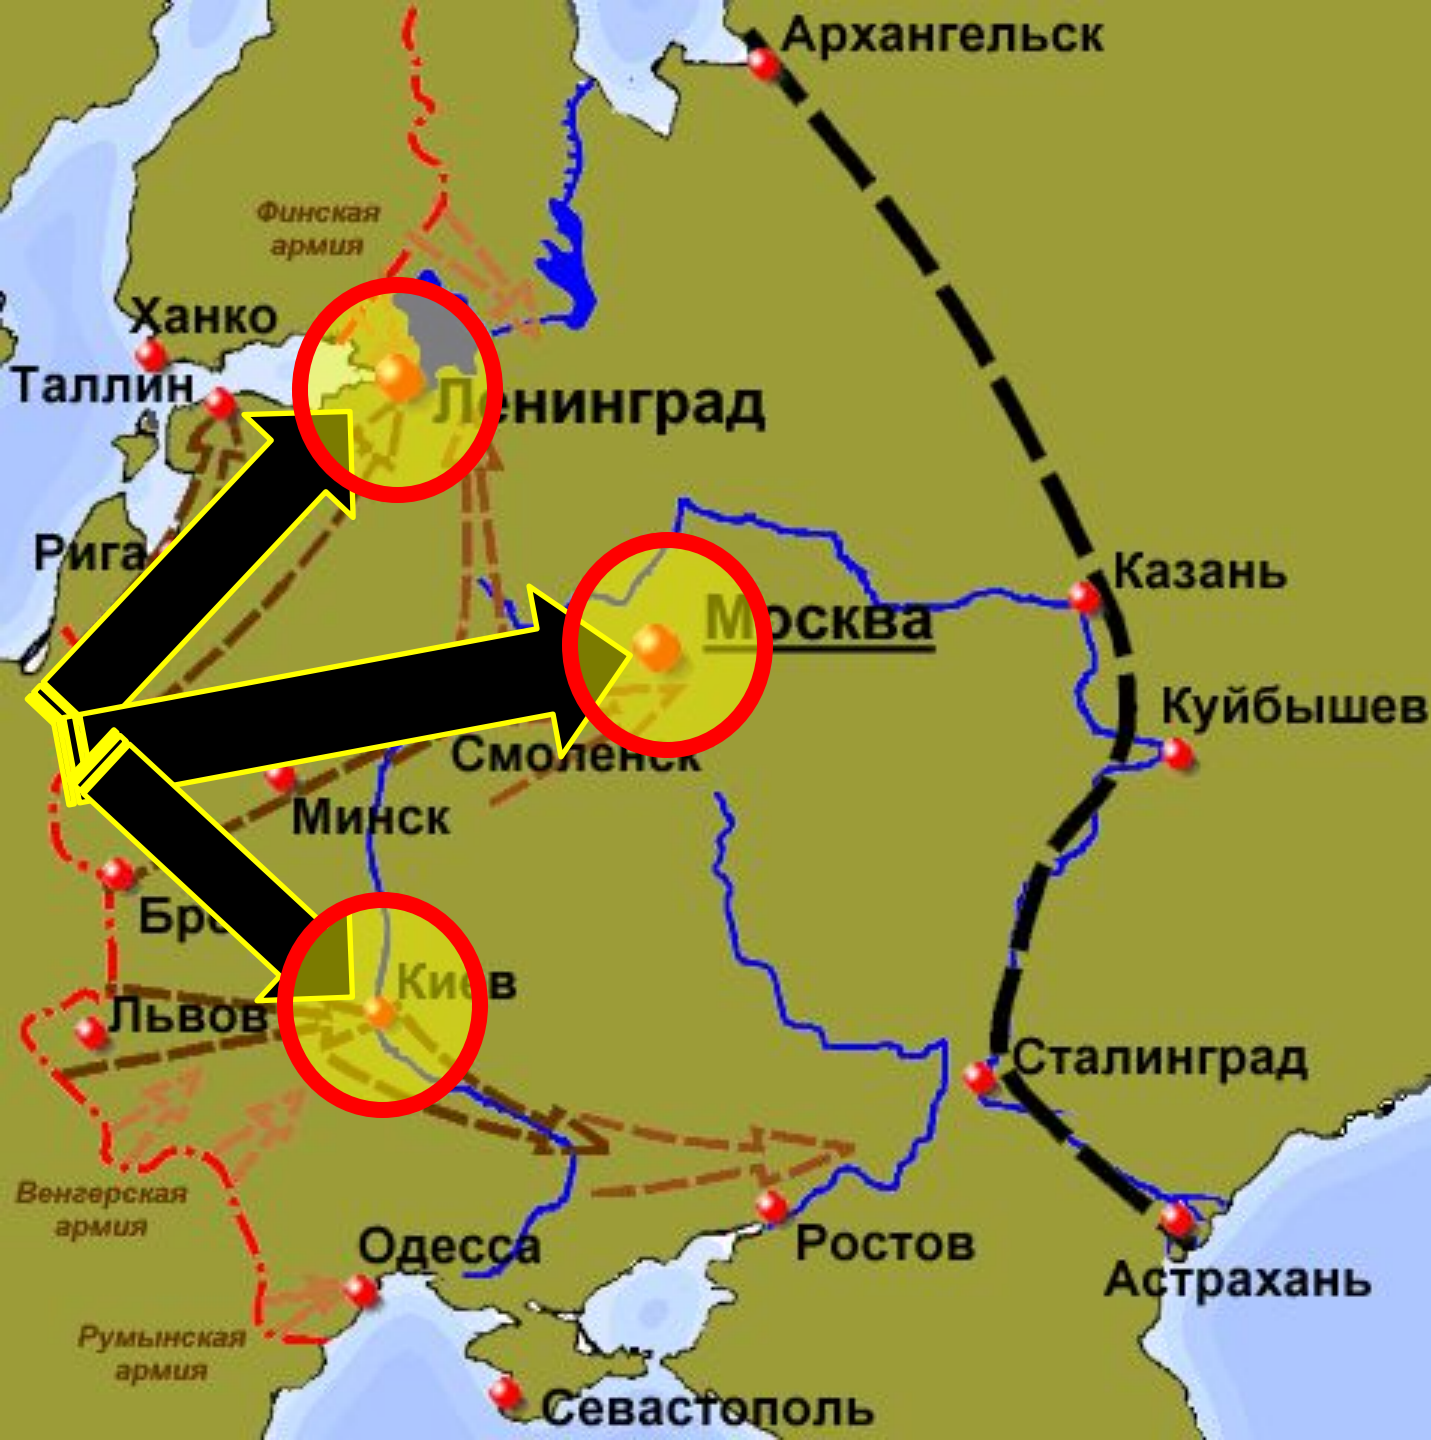 Архангельск
Финская
армия
Ханко
Таллин
Ленинград
Рига
Казань
Москва
Куйбышев
Смоленск
Минск
Киев
Львов
Сталинград
Венгерская
армия
Одесса
Ростов
Астрахань
Румынская
армия
Севастополь